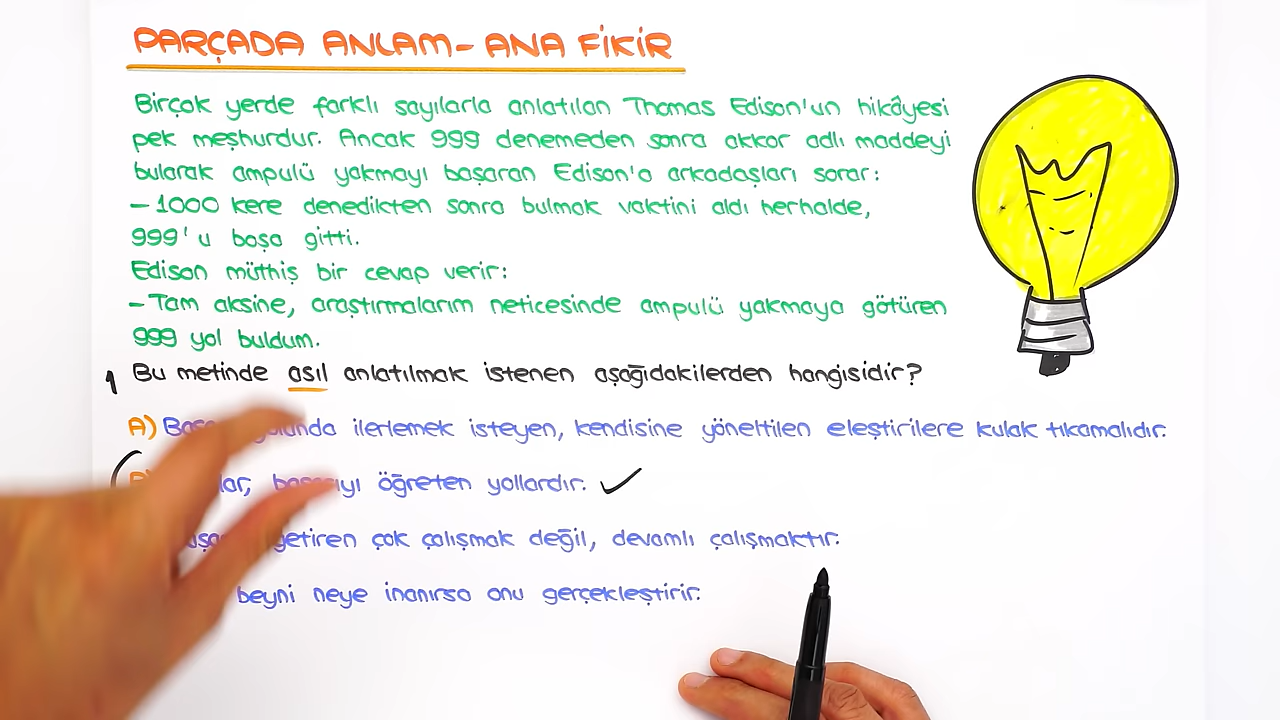 PARÇADA ANLAM - ANA FİKİR
Birçok yerde farklı sayılarla anlatılan Thomas Edison'un hikâyesi
pek meşhurdur. Ancak 999 denemeden sonra akkor adlı maddeyi
bularak ampulü yakmayı başaran Edison'a arkadaşları sorar:
- 1000 kere denedikten sonra bulmak vaktini aldı herhalde,
999'u boşa gitti.
Edison müthiş bir cevap verir:
- Tam aksine, araştırmalarım neticesinde ampulü yakmaya götüren
999 yol buldum.
1 Bu metinde asıl anlatılmak istenen aşağıdakilerden hangisidir?
A) ilerlemek isteyen, kendisine yöneltilen eleştirilere kulak tıkamalıdır.
başarıyı öğreten yollardır.
getiren çok çalışmak değil, devamlı çalışmaktır.
beyni neye inanırsa onu gerçekleştirir.